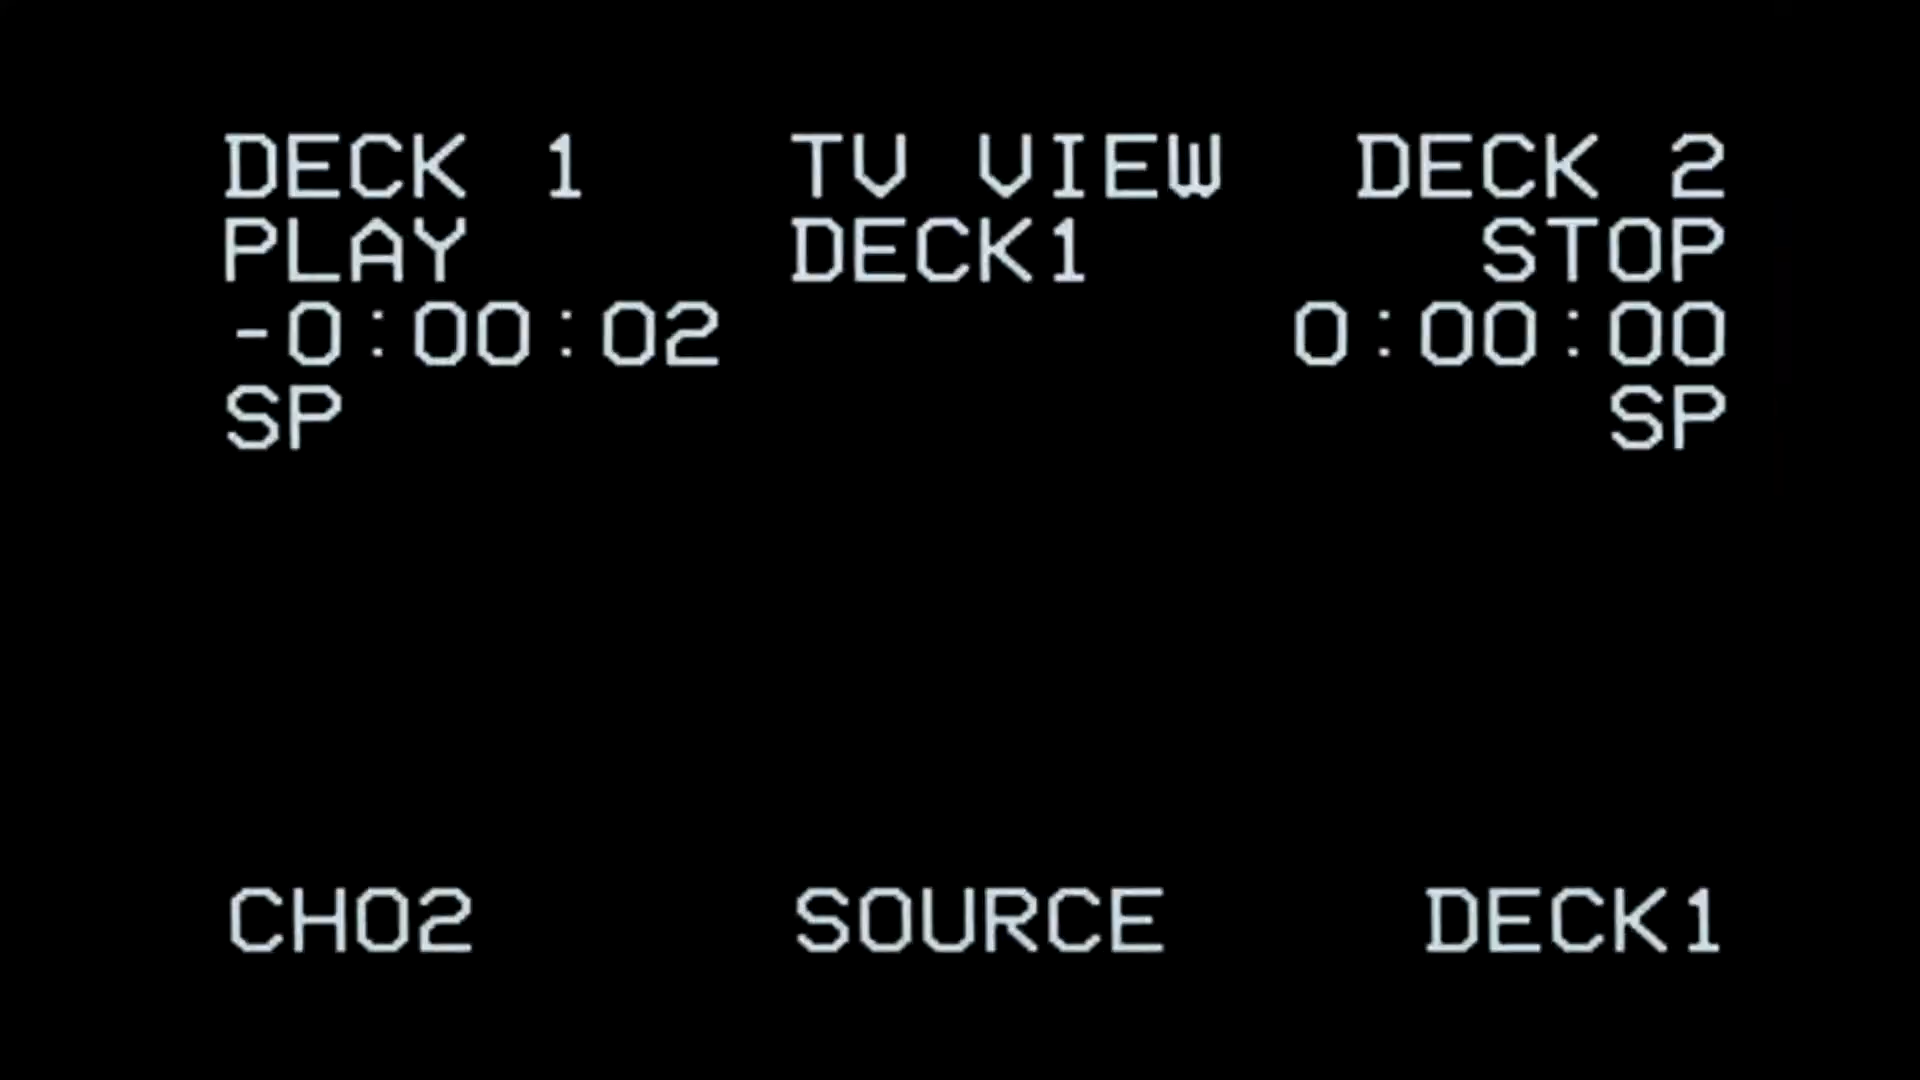 DECK 1 TV VIEW DECK 2
PLAY DECK1 STOP
-0:00:02 0:00:00
SP SP
CH02 SOURCE DECK1